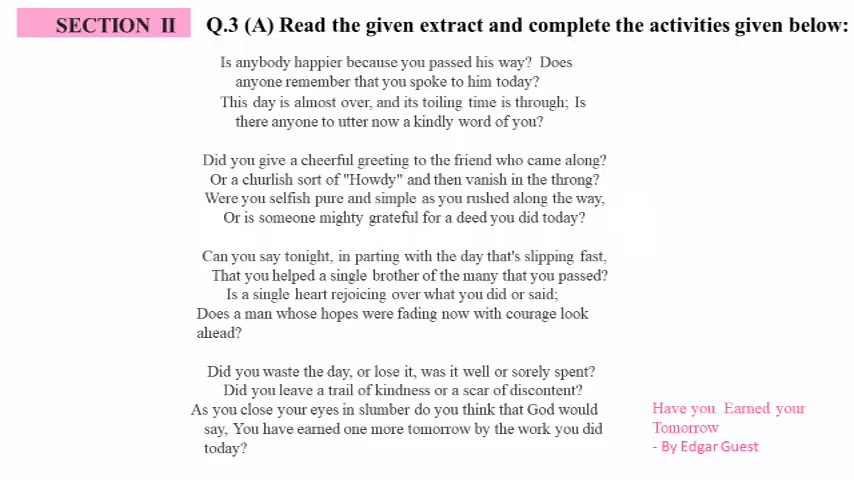 SECTION II Q.3 (A) Read the given extract and complete the activities given below:
Is anybody happier because you passed his way? Does
anyone remember that you spoke to him today?
This day is almost over, and its toiling time is through; Is
there anyone to utter now a kindly word of you?
Did you give a cheerful greeting to the friend who came along?
Or a churlish sort of "Howdy" and then vanish in the throng?
Were you selfish pure and simple as you rushed along the way,
Or is someone mighty grateful for a deed you did today?
Can you say tonight, in parting with the day that's slipping fast,
That you helped a single brother of the many that you passed?
Is a single heart rejoicing over what you did or said;
Does a man whose hopes were fading now with courage look
ahead?
Did you waste the day, or lose it, was it well or sorely spent?
Did you leave a trail of kindness or a scar of discontent?
As you close your eyes in slumber do you think that God would
say, You have earned one more tomorrow by the work you did
today?
Have you Earned your
Tomorrow
- By Edgar Guest